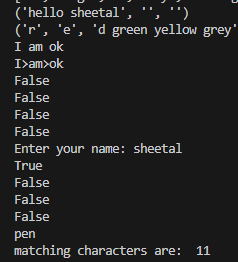 ('hello sheetal', '', '')
('r', 'e', 'd green yellow grey'
I am ok
I>am>ok
False
False
False
False
Enter your name: sheetal
True
False
False
False
pen
matching characters are:  11